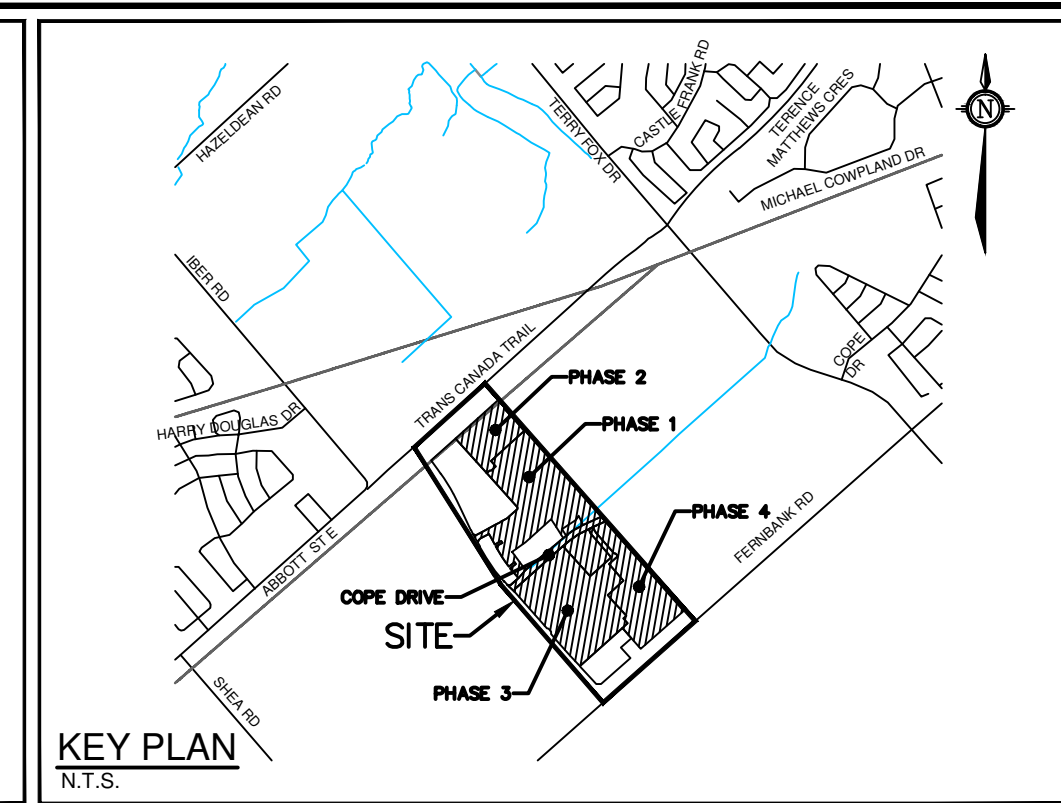 HAZELDEAN RD
TERRY FOX DR
CASTLE FRANK RD
TERENCE
MATTHEWS CRES
MICHAEL COWPLAND DR
N
IBER RD
TRANS CANADA TRAIL
COPE
DR
PHASE 2
HARRY DOUGLAS DR
PHASE 1
PHASE 4
FERNBANK RD
ABBOTT ST E
COPE DRIVE
SITE
PHASE 3
SHEA RD
KEY PLAN
N.T.S.